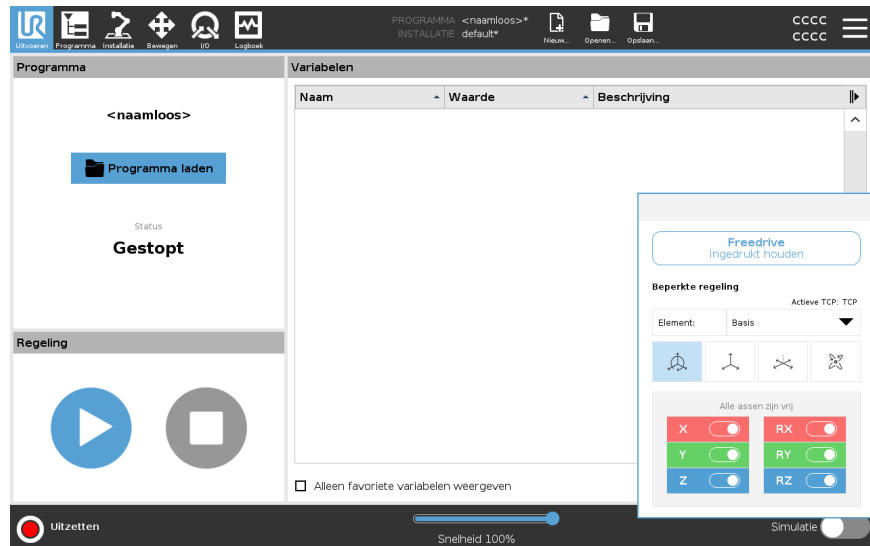 UR
Uitvoeren Programma Installatie Bewegen I/O Logboek
PROGRAMMA <naamloos>*
INSTALLATIE default*
Nieuw... Openen... Opslaan...
CCCC
CCCC
Programma
<naamloos>
Programma laden
Status
Gestopt
Regeling
Variabelen
Naam Waarde Beschrijving
Alleen favoriete variabelen weergeven
Freedrive
Ingedrukt houden
Beperkte regeling
Actieve TCP: TCP
Element: Basis
Alle assen zijn vrij
X RX
Y RY
Z RZ
Uitzetten
Snelheid 100%
Simulatie